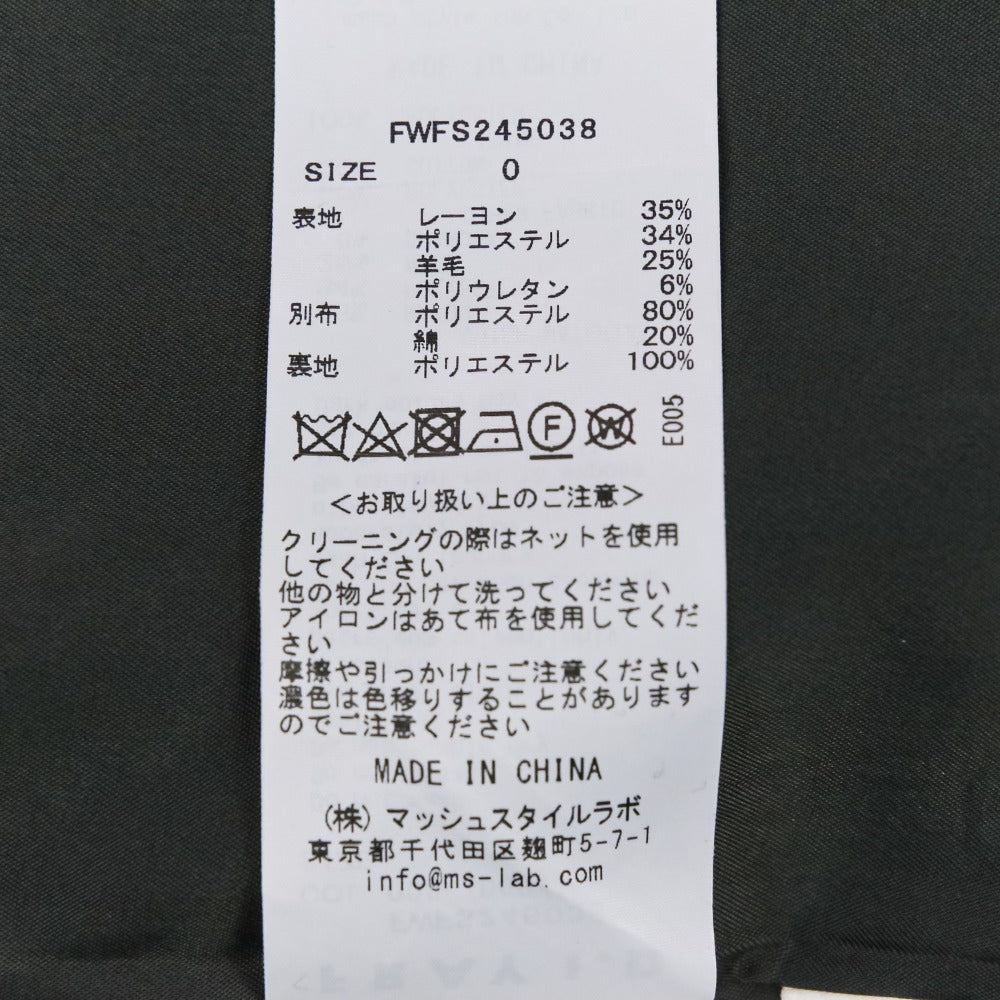 FWFS245038
SIZE 0
表地 レーヨン 35%
ポリエステル 34%
羊毛 25%
ポリウレタン 6%
別布 ポリエステル 80%
綿 20%
裏地 ポリエステル 100%
F W E005
<お取り扱い上のご注意>
クリーニングの際はネットを使用
してください
他の物と分けて洗ってください
アイロンはあて布を使用してくだ
さい
摩擦や引っかけにご注意ください
濃色は色移りすることがあります
のでご注意ください
MADE IN CHINA
(株)マッシュスタイルラボ
東京都千代田区麹町5-7-1
info@ms-lab.com